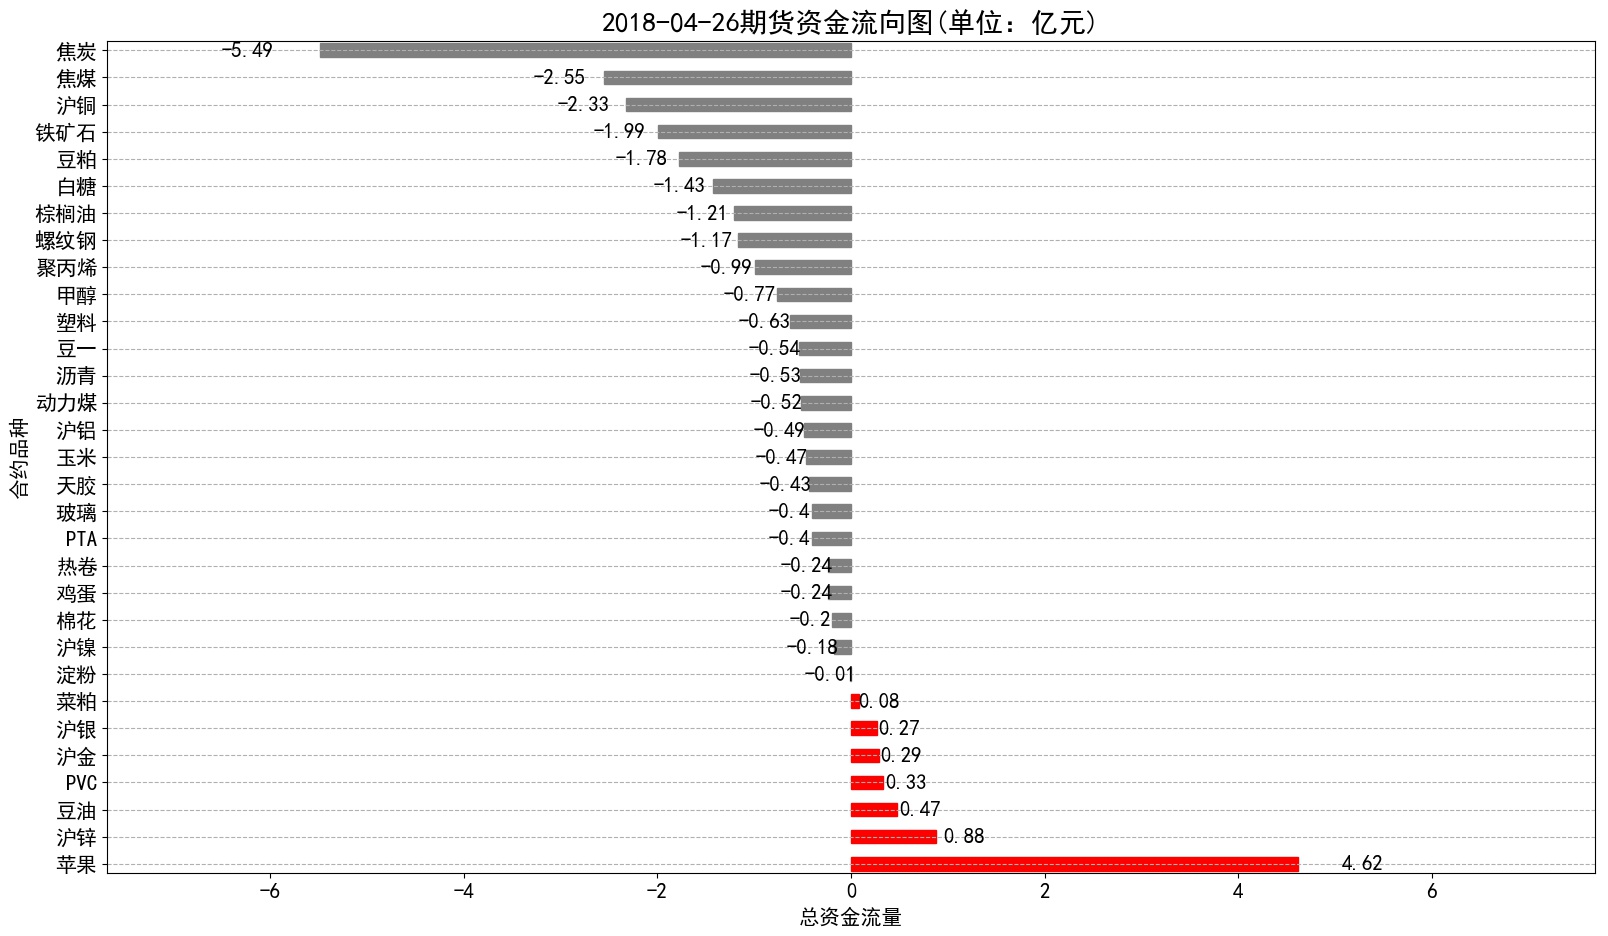 2018-04-26期货资金流向图(单位：亿元)
焦炭 -5.49
焦煤 -2.55
沪铜 -2.33
铁矿石 -1.99
豆粕 -1.78
白糖 -1.43
棕榈油 -1.21
螺纹钢 -1.17
聚丙烯 -0.99
甲醇 -0.77
塑料 -0.63
豆一 -0.54
沥青 -0.53
动力煤 -0.52
沪铝 -0.49
玉米 -0.47
天胶 -0.43
玻璃 -0.4
PTA -0.4
热卷 -0.24
鸡蛋 -0.24
棉花 -0.2
沪镍 -0.18
淀粉 -0.01
菜粕 0.08
沪银 0.27
沪金 0.29
PVC 0.33
豆油 0.47
沪锌 0.88
苹果 4.62
合约品种
-6 -4 -2 0 2 4 6
总资金流量